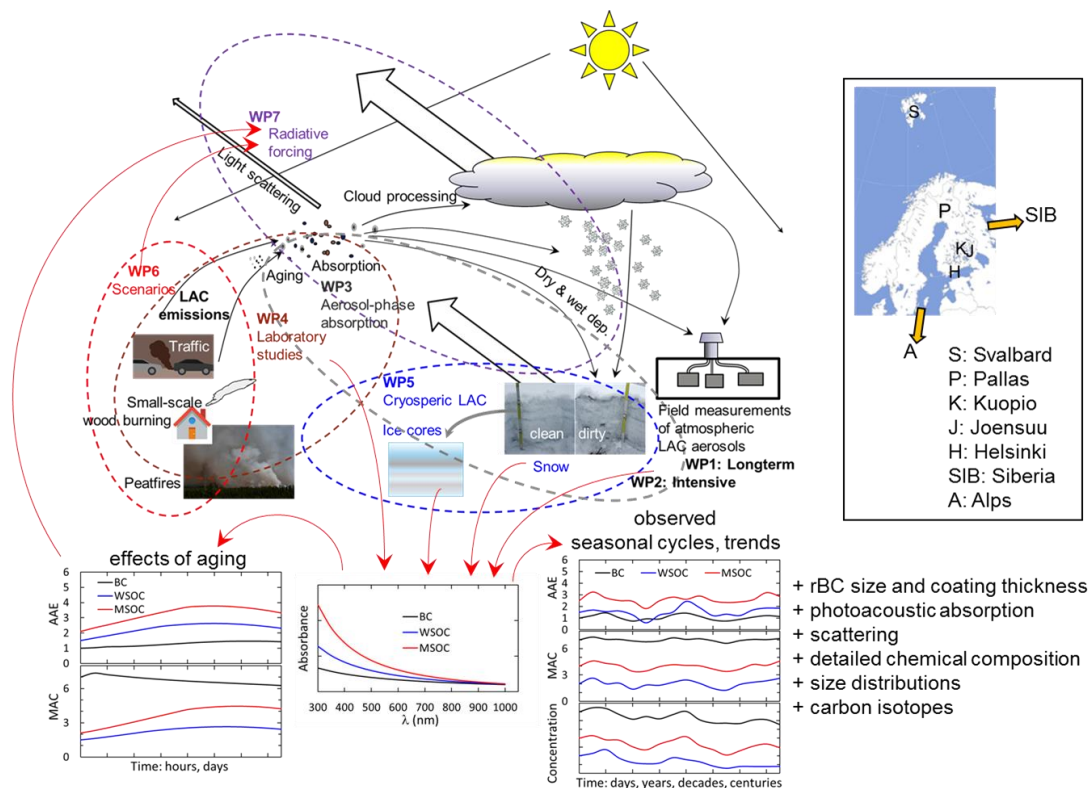 WP7
Radiative
forcing
Light scattering
Cloud processing
WP6
Scenarios
Aging
Absorption
WP3
Aerosol-phase
absorption
LAC
emissions
WP4
Laboratory
studies
Dry & wet dep.
Traffic
Small-scale
wood burning
Peatfires
WP5
Cryosperic LAC
Ice cores
clean
dirty
Snow
Field measurements
of atmospheric
LAC aerosols
WP1: Longterm
WP2: Intensive
S
P
K
J
H
SIB
A
S: Svalbard
P: Pallas
K: Kuopio
J: Joensuu
H: Helsinki
SIB: Siberia
A: Alps
effects of aging
AAE
6
5
4
3
2
1
0
BC
WSOC
MSOC
MAC
6
3
0
Time: hours, days
Absorbance
BC
WSOC
MSOC
300 400 500 600 700 800 900 1000
λ (nm)
observed
seasonal cycles, trends
AAE
6
5
4
3
2
1
0
BC WSOC MSOC
MAC
6
3
0
Concentration
Time: days, years, decades, centuries
+ rBC size and coating thickness
+ photoacoustic absorption
+ scattering
+ detailed chemical composition
+ size distributions
+ carbon isotopes